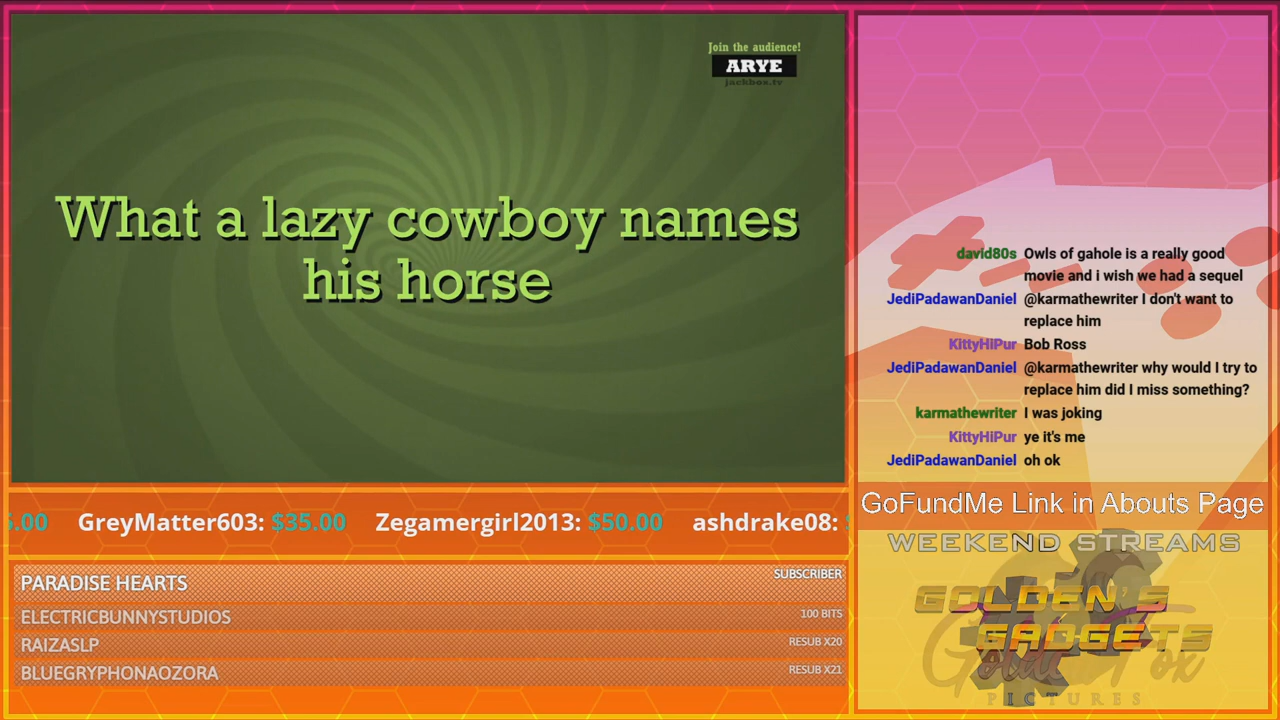 Join the audience!
ARYE
jackbox.tv
What a lazy cowboy names
his horse
david80s Owls of gahole is a really good
movie and i wish we had a sequel
JediPadawanDaniel @karmathewriter I don't want to
replace him
KittyHiPur Bob Ross
JediPadawanDaniel @karmathewriter why would I try to
replace him did I miss something?
karmathewriter I was joking
KittyHiPur ye it's me
JediPadawanDaniel oh ok
GoFundMe Link in Abouts Page
5.00 GreyMatter603: $35.00 Zegamergirl2013: $50.00 ashdrake08:
WEEKEND STREAMS
GOLDEN'S
GADGETS
Golden Fox
PICTURES
PARADISE HEARTS SUBSCRIBER
ELECTRICBUNNYSTUDIOS 100 BITS
RAIZASLP RESUB X20
BLUEGRYPHONAOZORA RESUB X21